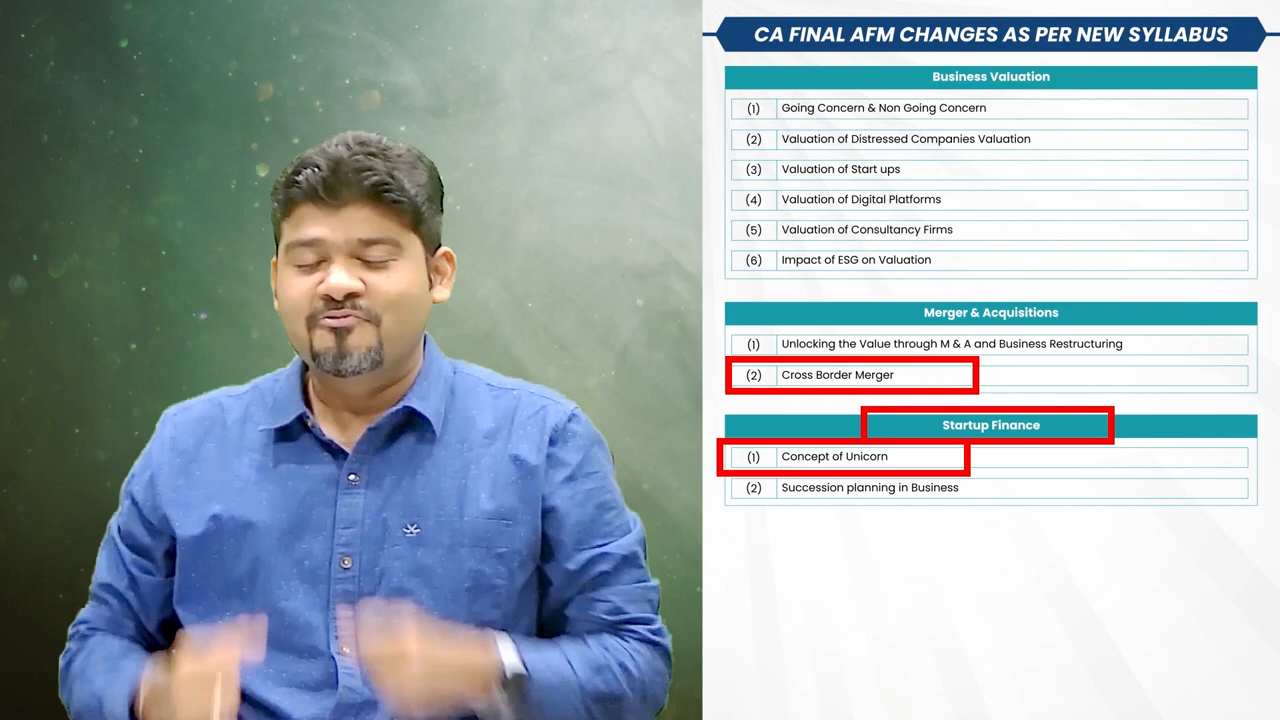 CA FINAL AFM CHANGES AS PER NEW SYLLABUS
Business Valuation
(1) Going Concern & Non Going Concern
(2) Valuation of Distressed Companies Valuation
(3) Valuation of Start ups
(4) Valuation of Digital Platforms
(5) Valuation of Consultancy Firms
(6) Impact of ESG on Valuation
Merger & Acquisitions
(1) Unlocking the Value through M & A and Business Restructuring
(2) Cross Border Merger
Startup Finance
(1) Concept of Unicorn
(2) Succession planning in Business